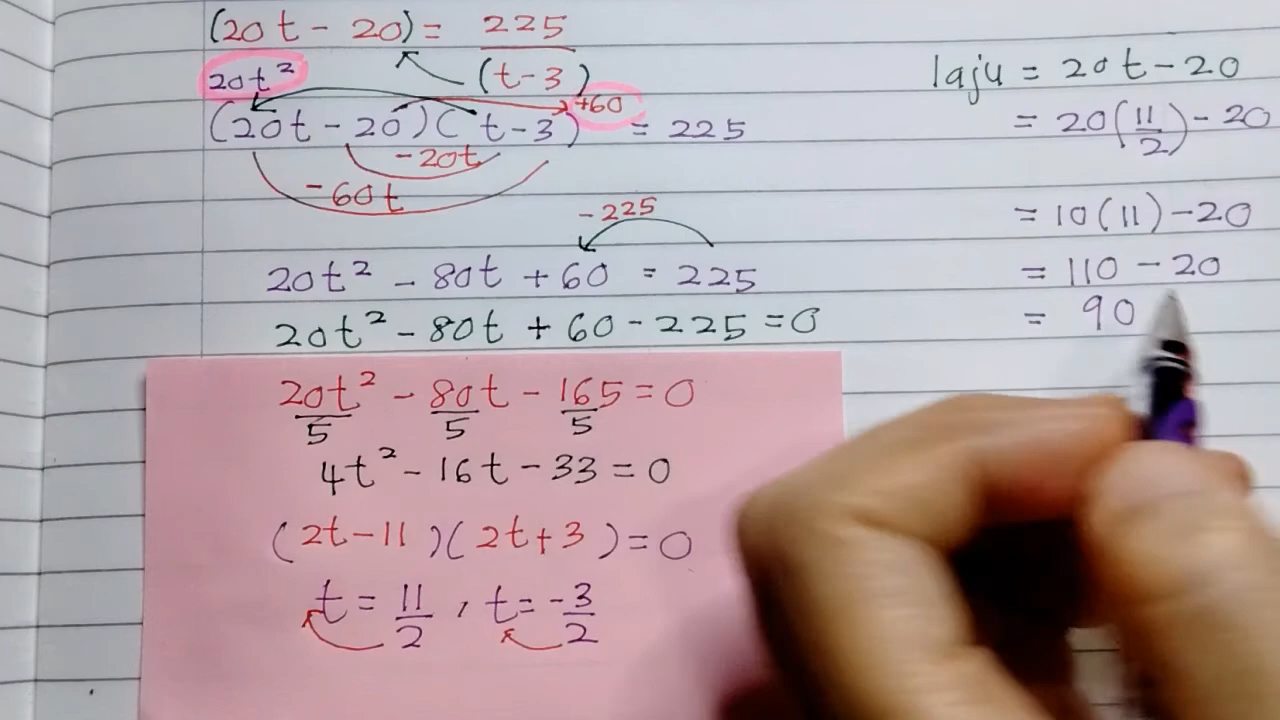 (20t - 20) = 225
(t-3)
20t²
+60
(20t - 20)(t-3) = 225
-20t
-60t
-225
20t² - 80t + 60 = 225
20t² - 80t + 60 - 225 = 0
20t² - 80t - 165 = 0
5 5 5
4t² - 16t - 33 = 0
(2t-11)(2t+3) = 0
t = 11/2 , t = -3/2
laju = 20t - 20
= 20(11/2) - 20
= 10(11) - 20
= 110 - 20
= 90